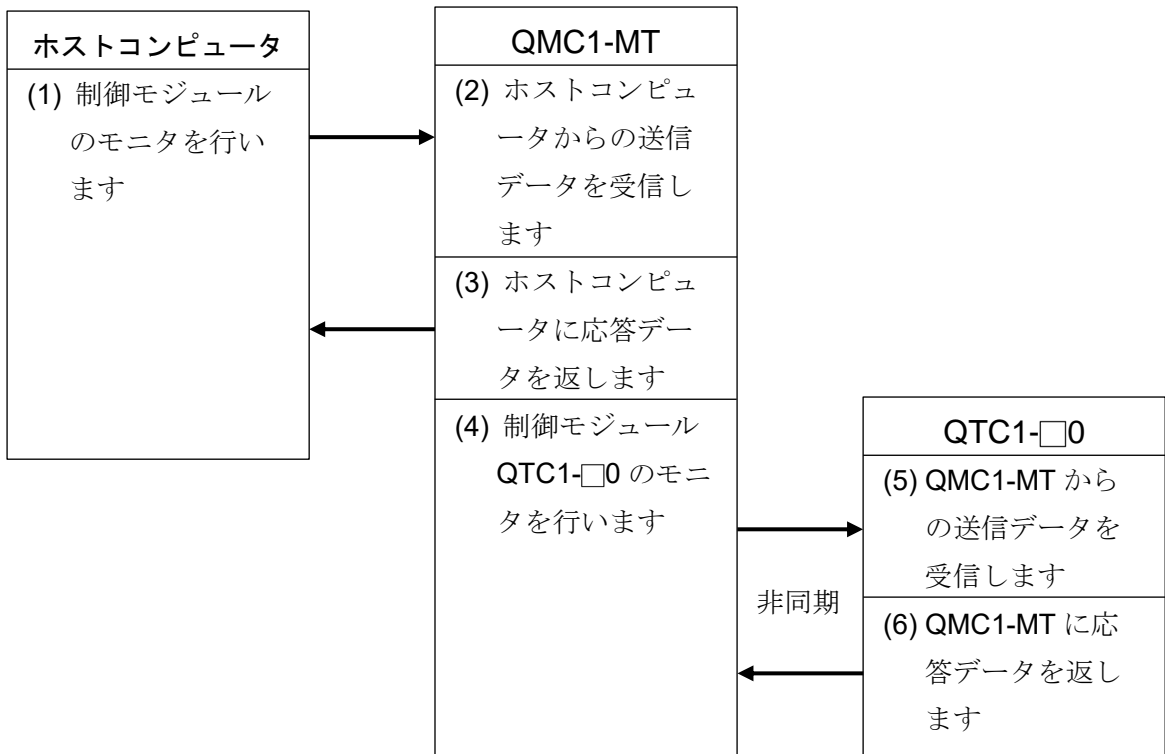 ホストコンピュータ
(1) 制御モジュール
のモニタを行い
ます
QMC1-MT
(2) ホストコンピュ
ータからの送信
データを受信し
ます
(3) ホストコンピュ
ータに応答デー
タを返します
(4) 制御モジュール
QTC1-□0 のモニ
タを行います
非同期
QTC1-□0
(5) QMC1-MT から
の送信データを
受信します
(6) QMC1-MT に応
答データを返し
ます